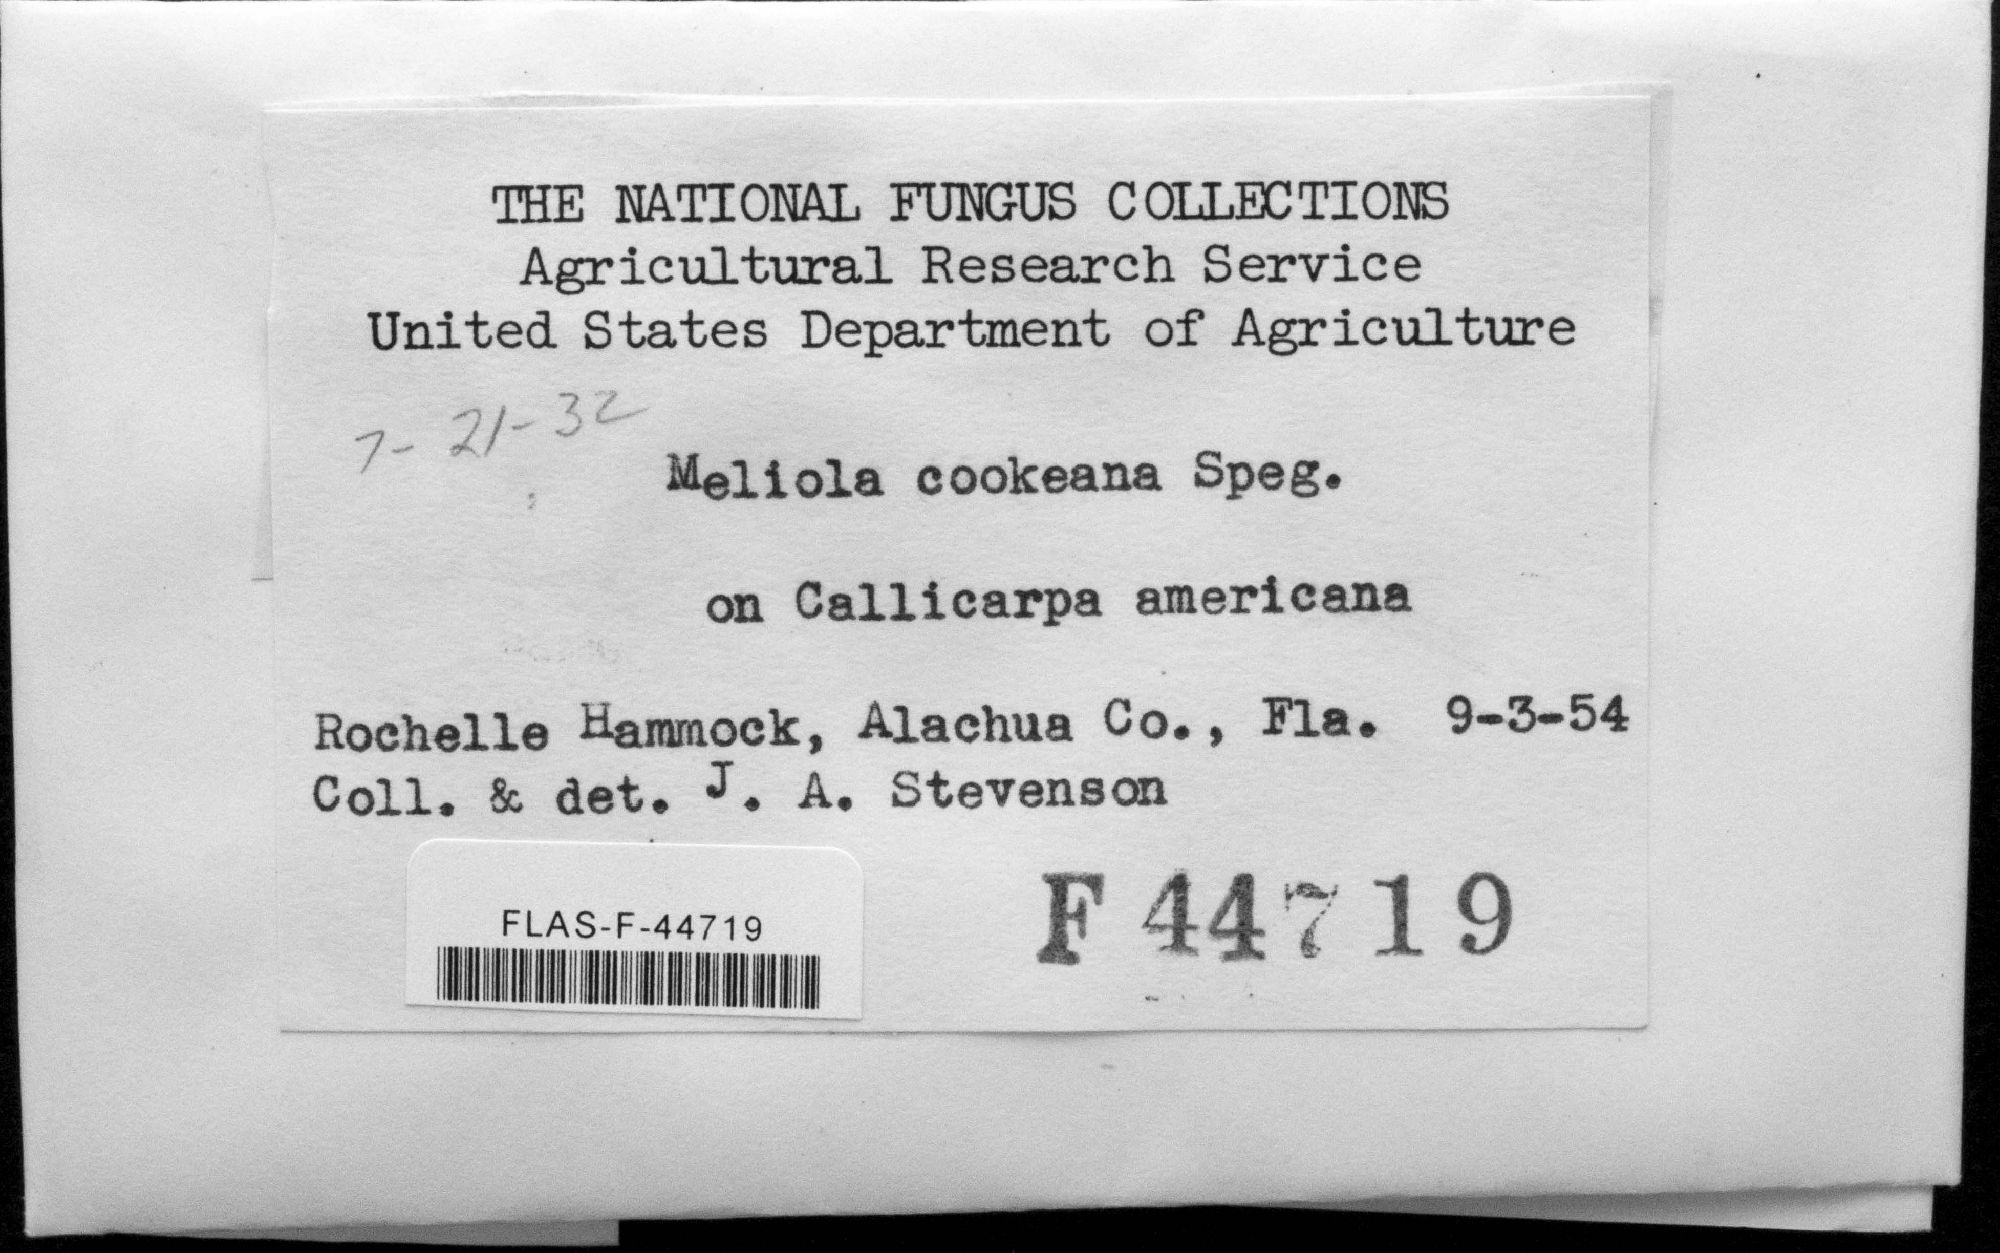 THE NATIONAL FUNGUS COLLECTIONS
Agricultural Research Service
United States Department of Agriculture
7-21-32
Meliola cookeana Speg.
on Callicarpa americana
Rochelle Hammock, Alachua Co., Fla. 9-3-54
Coll. & det. J. A. Stevenson
FLAS-F-44719
F 44719